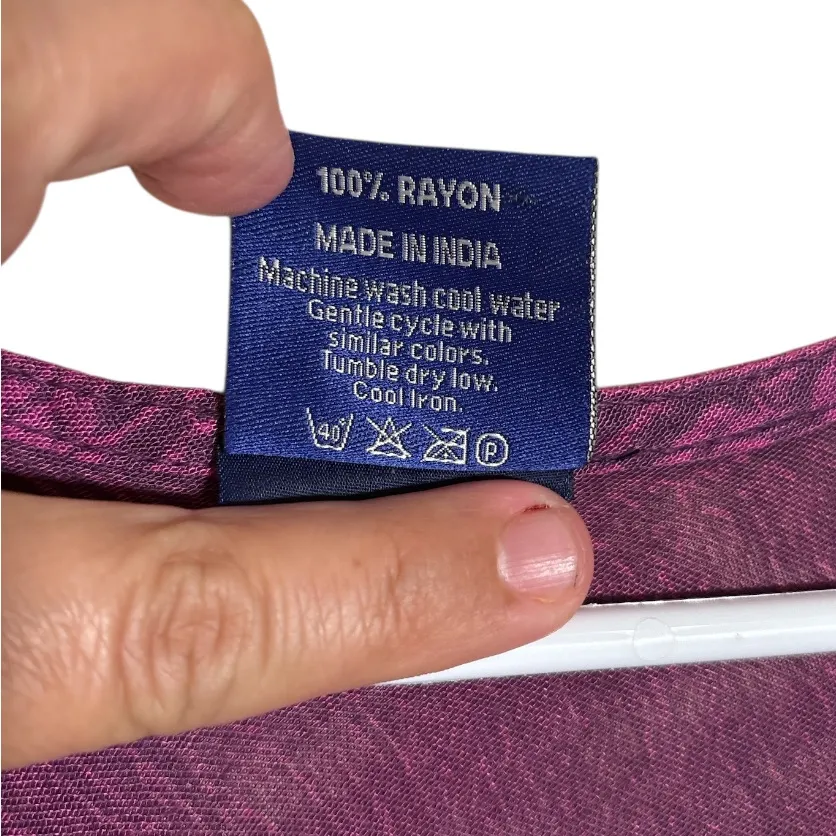 100% RAYON
MADE IN INDIA
Machine wash cool water
Gentle cycle with
similar colors.
Tumble dry low.
Cool Iron.
40° P